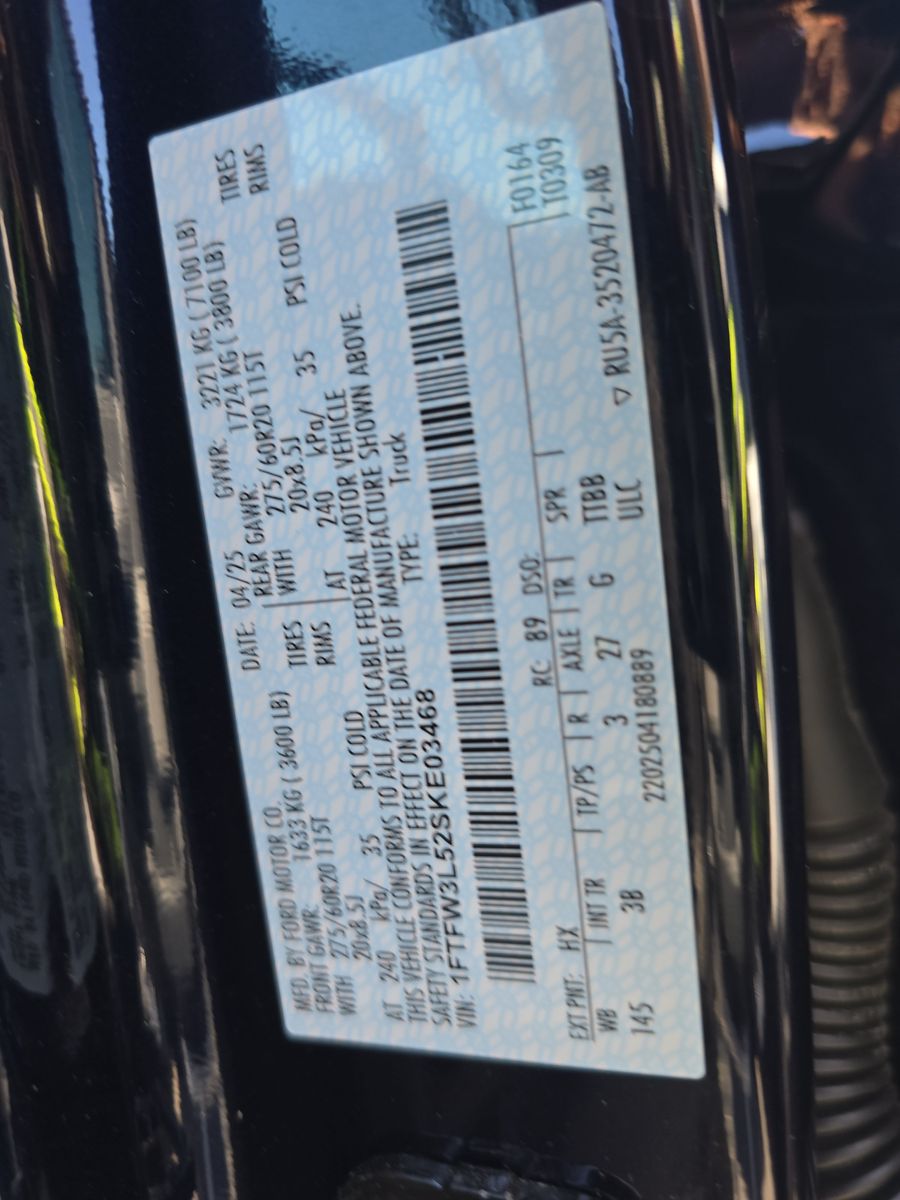 MFD. BY FORD MOTOR CO. DATE: 04/25 GVWR: 3221 KG ( 7100 LB)
FRONT GAWR: 1633 KG ( 3600 LB) REAR GAWR: 1724 KG ( 3800 LB)
WITH 275/60R20 115T TIRES WITH 275/60R20 115T TIRES
20x8.5J RIMS 20x8.5J RIMS
AT 240 kPa/ 35 PSI COLD AT 240 kPa/ 35 PSI COLD
THIS VEHICLE CONFORMS TO ALL APPLICABLE FEDERAL MOTOR VEHICLE
SAFETY STANDARDS IN EFFECT ON THE DATE OF MANUFACTURE SHOWN ABOVE.
VIN: 1FTFW3L52SKE03468 TYPE: Truck
F0164
T0309
EXT PNT: HX RC: 89 DSO:
WB INT TR TP/PS R AXLE TR SPR
145 3B 3 27 G TTBB
ULC
2202504180889
▽ RU5A-3520472-AB